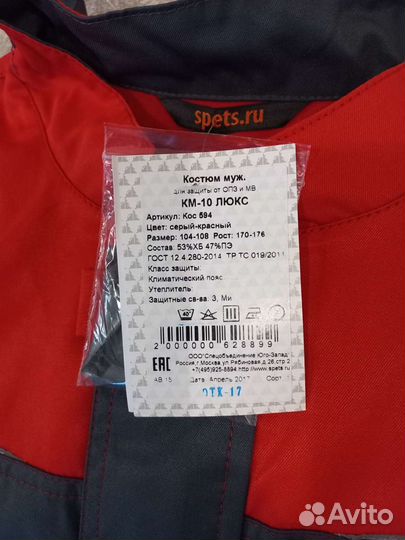 spets.ru
Костюм муж.
для защиты от ОПЗ и МВ
КМ-10 ЛЮКС
Артикул: Кос 594
Цвет: серый-красный
Размер: 104-108 Рост: 170-176
Состав: 53%ХБ 47%ПЭ
ГОСТ 12.4.280-2014 ТР ТС 019/2011
Класс защиты:
Климатический пояс
Утеплитель:
Защитные св-ва: З, Ми
40°
2 000000 628899
ООО"Спецобъединение Юго-Запад"
Россия г.Москва ул. Рябиновая д.26,стр.2
+7(495)925-8894 http://www.spets.ru
EAC
АВ 15 Дата: Апрель 2017 Сорт:
ОТК-17
Avito